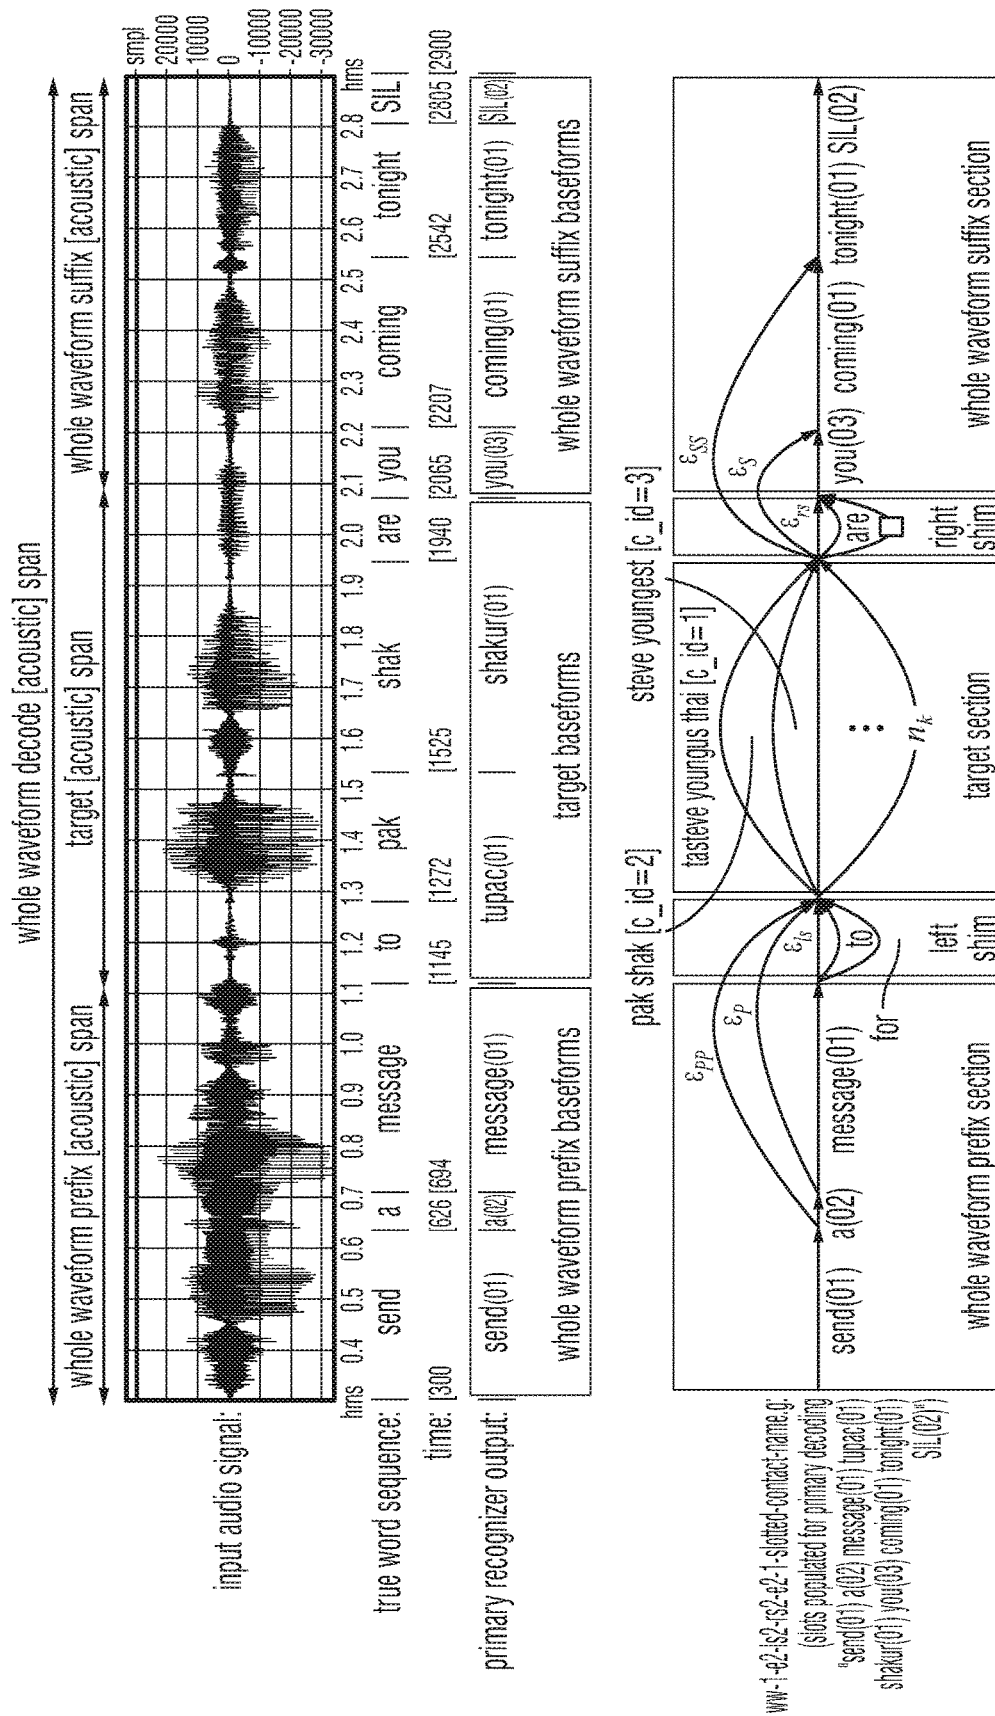 whole waveform decode [acoustic] span
whole waveform prefix [acoustic] span
target [acoustic] span
whole waveform suffix [acoustic] span
input audio signal:
smpl
20000
10000
0
-10000
-20000
-30000
hms 0.4 0.5 0.6 0.7 0.8 0.9 1.0 1.1 1.2 1.3 1.4 1.5 1.6 1.7 1.8 1.9 2.0 2.1 2.2 2.3 2.4 2.5 2.6 2.7 2.8 hms
true word sequence: | send | a | message | to | pak | shak | are | you | coming | tonight | SIL |
time: [300 [626 [694 [1145 [1272 [1525 [1940 [2065 [2207 [2542 [2805 [2900
primary recognizer output: | send(01) |a(02)| message(01) | tupac(01) | shakur(01) |you(03)| coming(01) | tonight(01) |SIL(02)|
whole waveform prefix baseforms
target baseforms
whole waveform suffix baseforms
pak shak [c_id=2]
steve youngest [c_id=3]
tasteve youngus thai [c_id=1]
εPP
εP
εls
to
for
nk
εrs
are
εS
εSS
ww-1-e2-ls2-rs2-e2-1-slotted-contact-name.g:
(slots populated for primary decoding
"send(01) a(02) message(01) tupac(01)
shakur(01) you(03) coming(01) tonight(01)
SIL(02)")
send(01) a(02) message(01)
you(03) coming(01) tonight(01) SIL(02)
whole waveform prefix section
left
shim
target section
right
shim
whole waveform suffix section